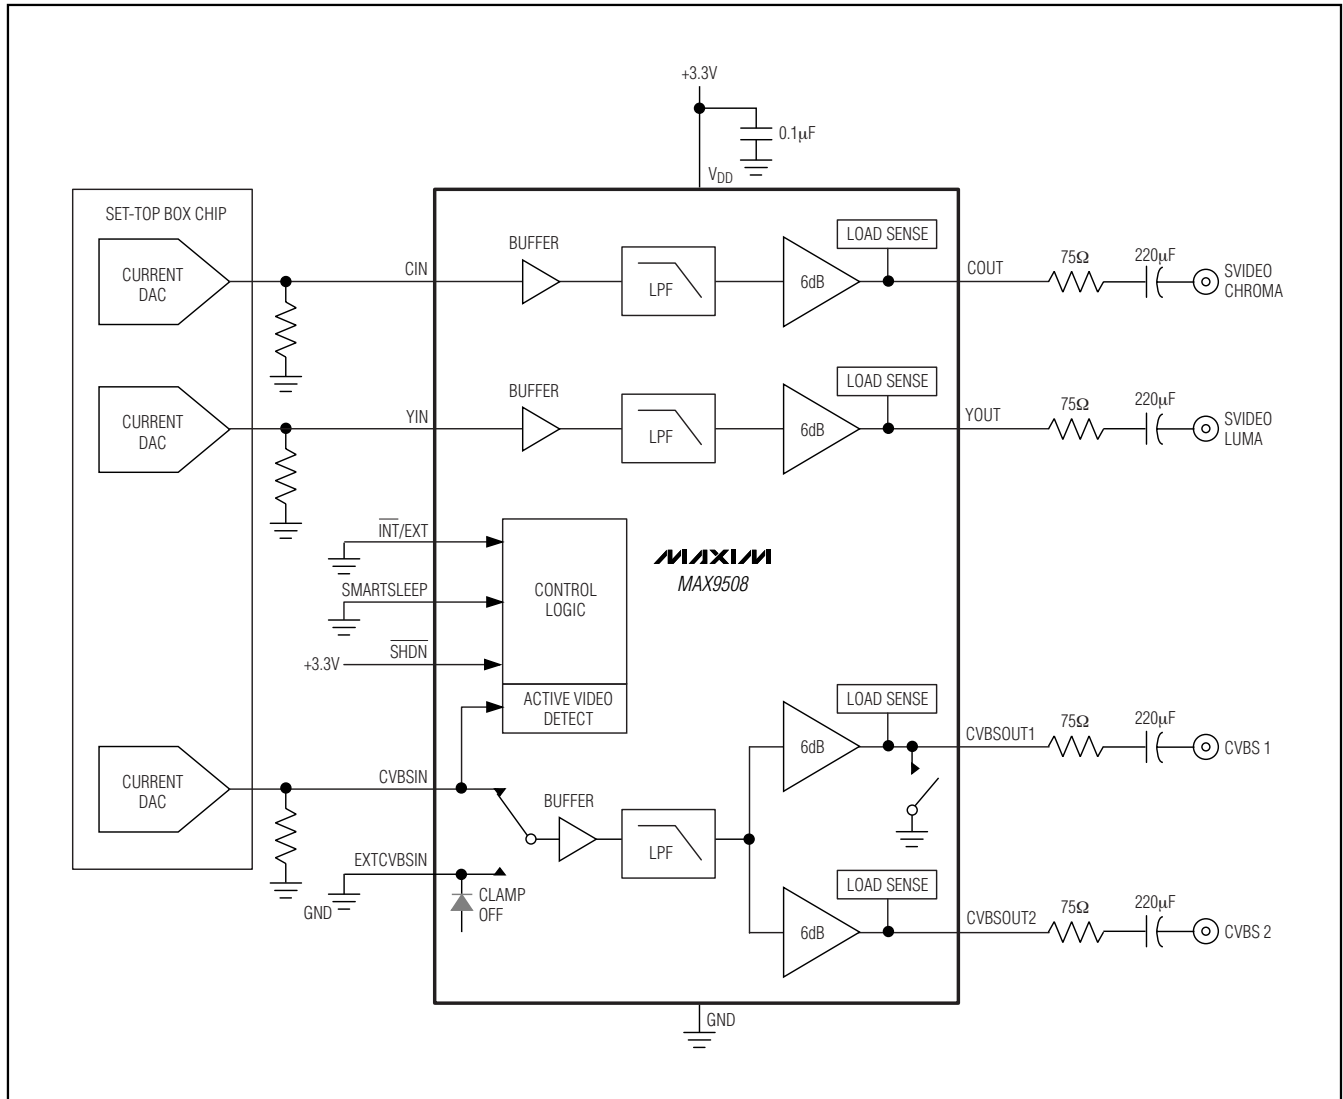 +3.3V
0.1µF
VDD
SET-TOP BOX CHIP
CURRENT
DAC
CIN
BUFFER
LPF
6dB
LOAD SENSE
COUT
75Ω
220µF
SVIDEO
CHROMA
CURRENT
DAC
YIN
BUFFER
LPF
6dB
LOAD SENSE
YOUT
75Ω
220µF
SVIDEO
LUMA
INT/EXT
SMARTSLEEP
+3.3V
SHDN
CONTROL
LOGIC
ACTIVE VIDEO
DETECT
MAXIM
MAX9508
CURRENT
DAC
CVBSIN
EXTCVBSIN
GND
CLAMP
OFF
BUFFER
LPF
6dB
LOAD SENSE
CVBSOUT1
75Ω
220µF
CVBS 1
6dB
LOAD SENSE
CVBSOUT2
75Ω
220µF
CVBS 2
GND